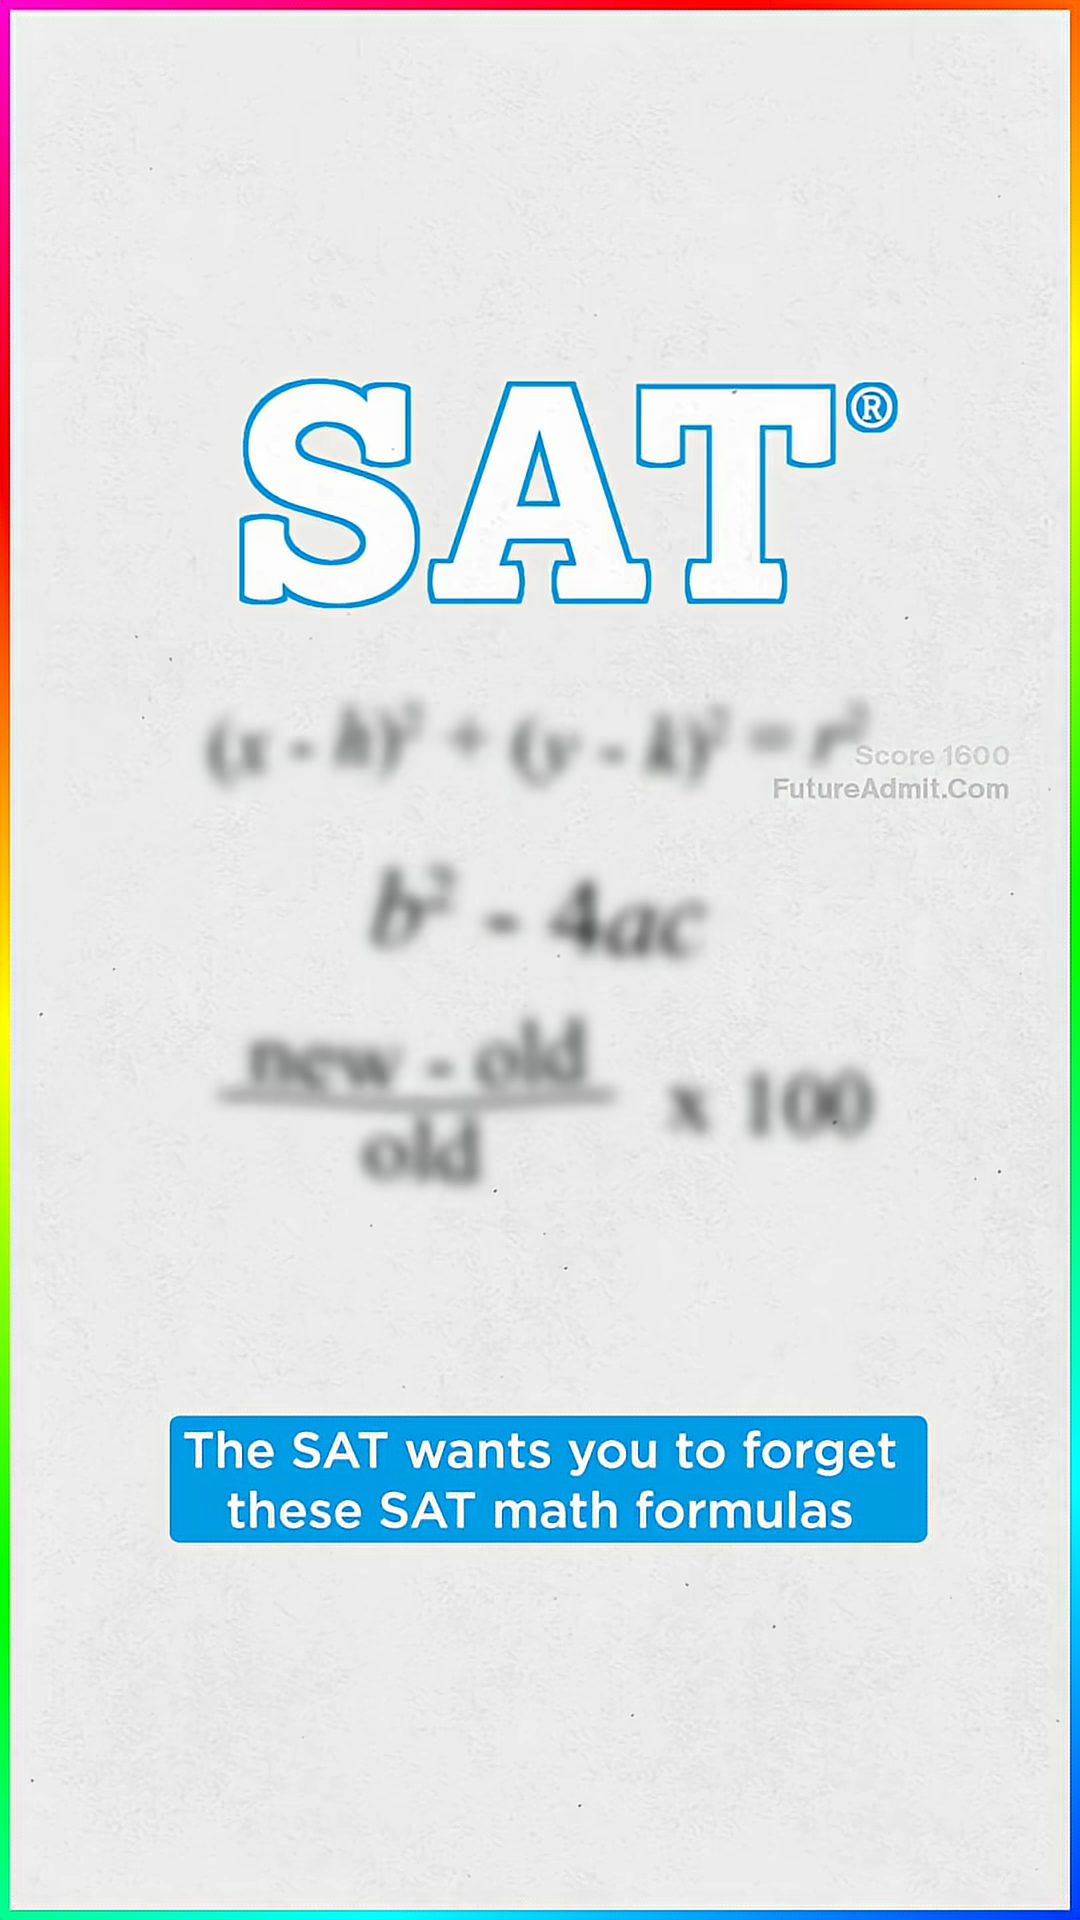 SAT®
(x - h)² + (y - k)² = r²
Score 1600
FutureAdmit.Com
b² - 4ac
new - old
old
x 100
The SAT wants you to forget
these SAT math formulas